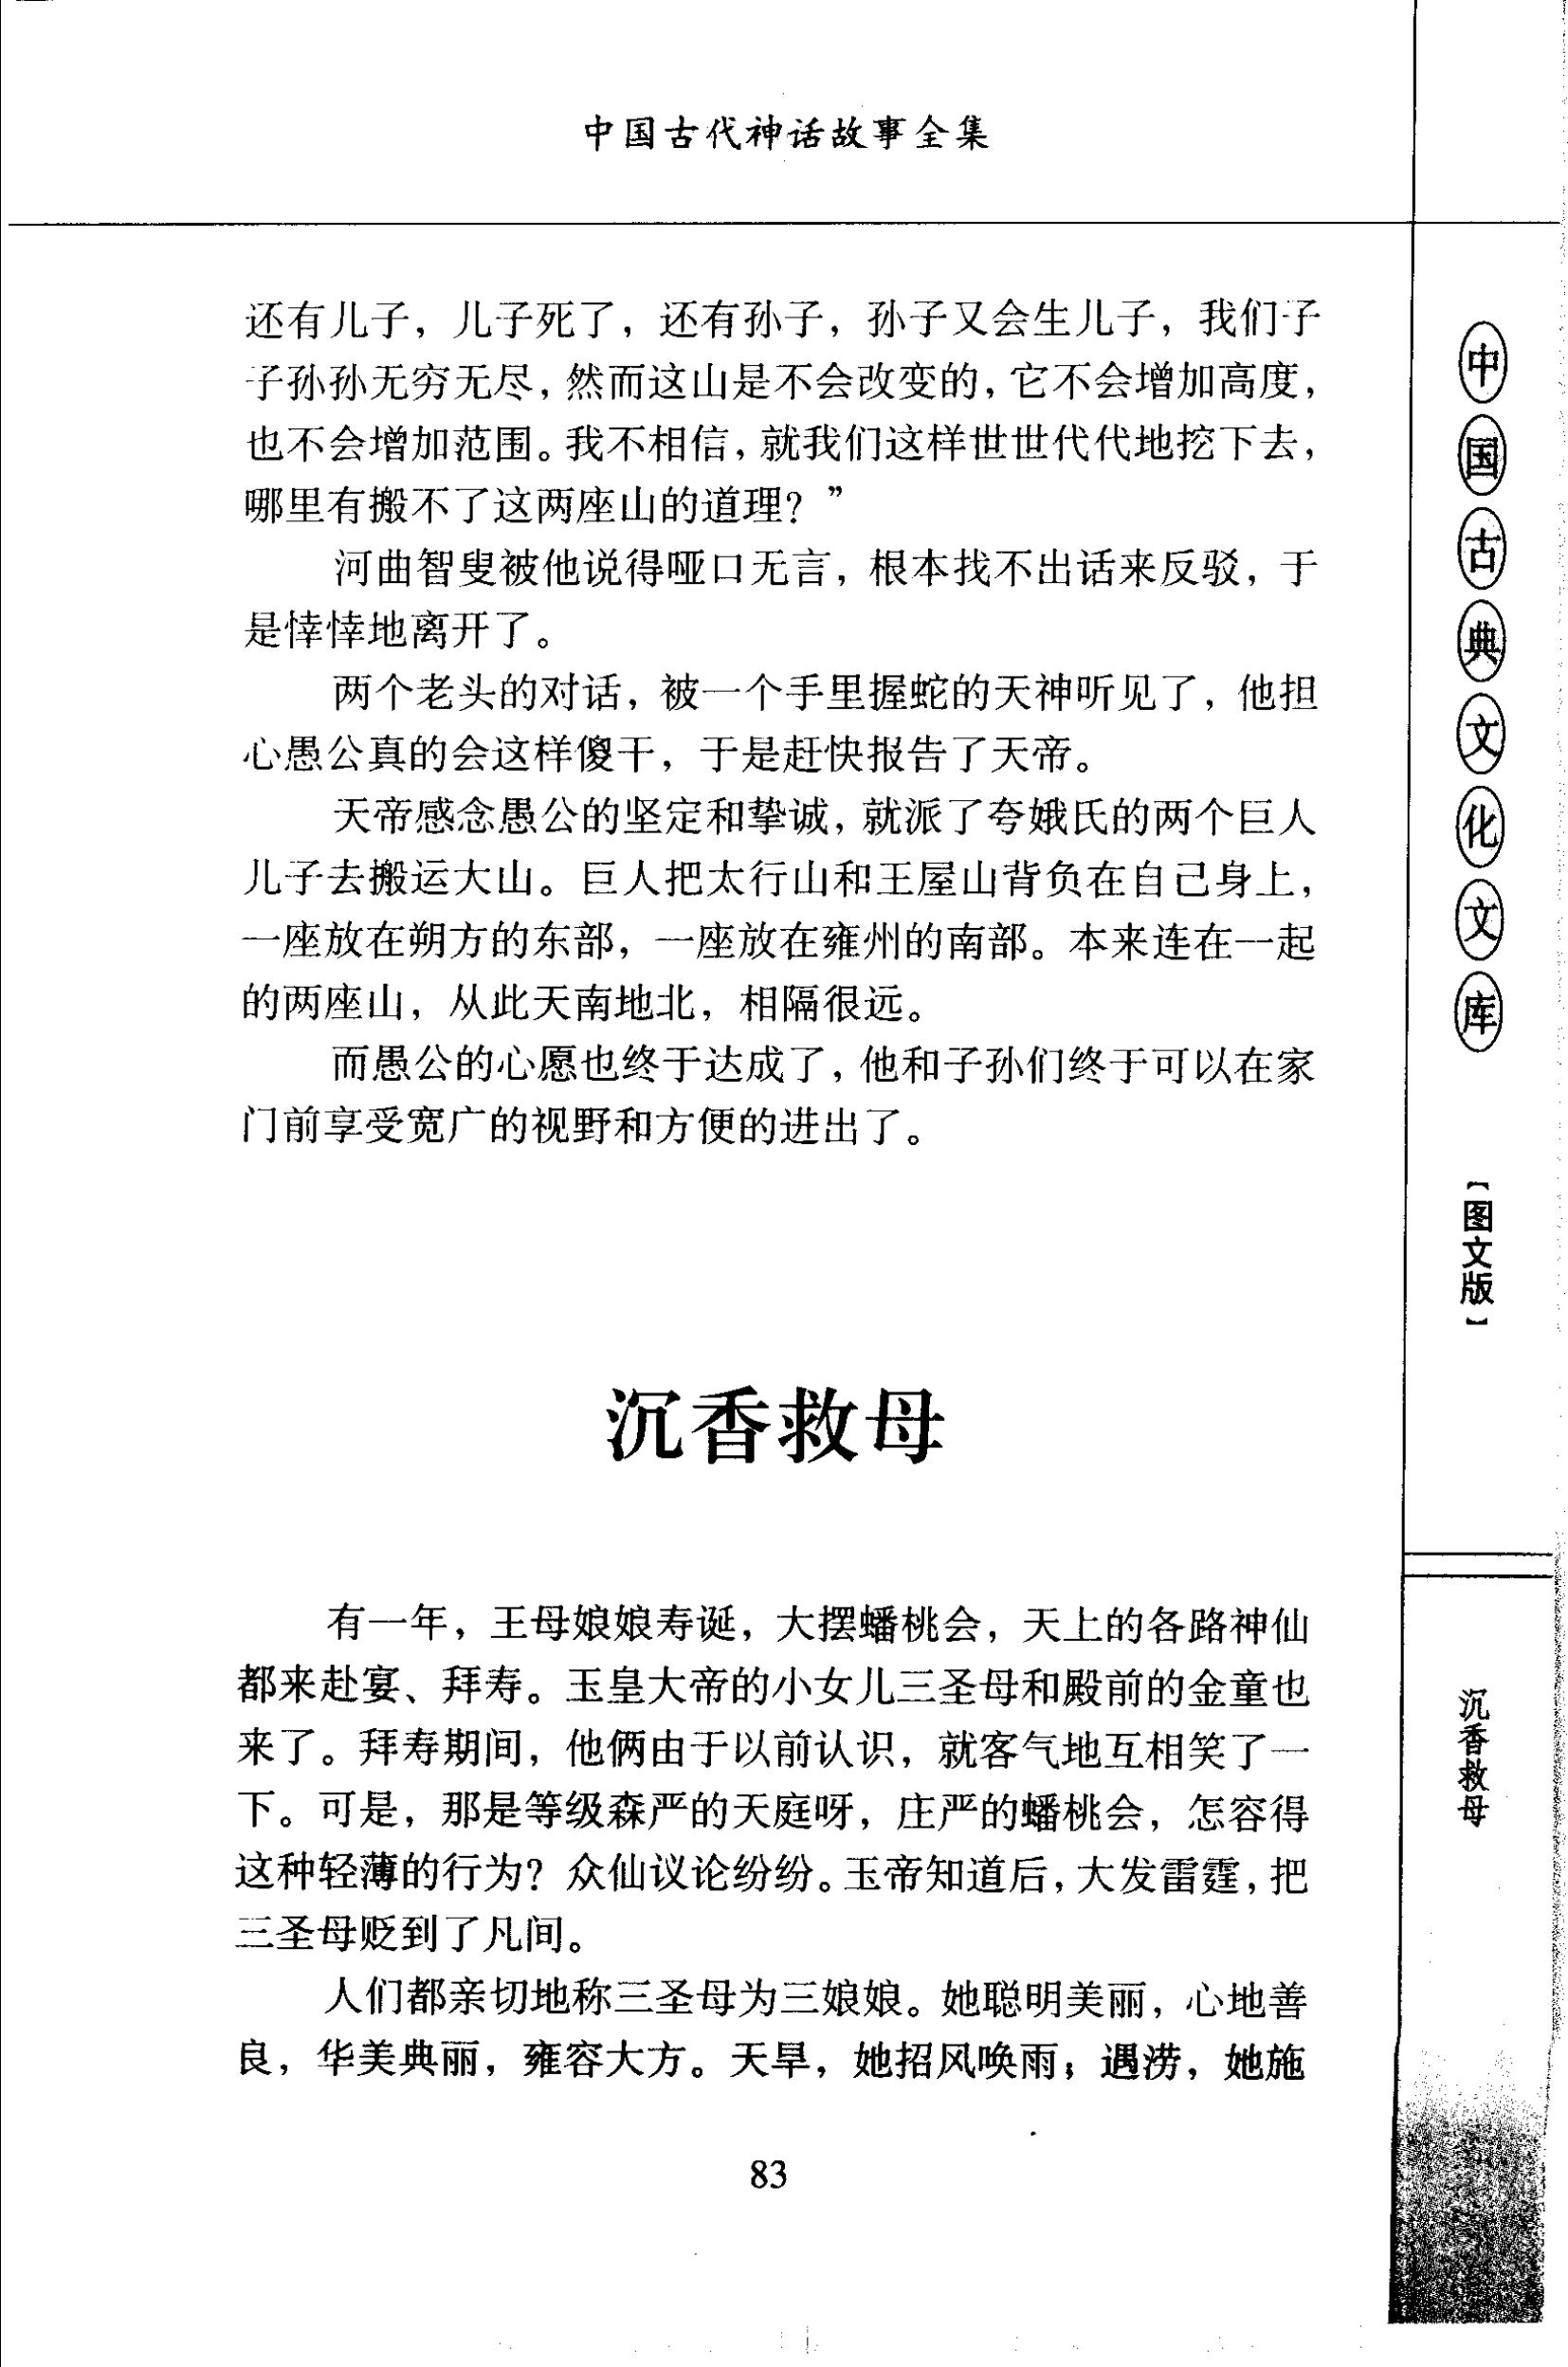 中国古代神话故事全集
还有儿子，儿子死了，还有孙子，孙子又会生儿子，我们子
子孙孙无穷无尽，然而这山是不会改变的，它不会增加高度，
也不会增加范围。我不相信，就我们这样世世代代地挖下去，
哪里有搬不了这两座山的道理？”
河曲智叟被他说得哑口无言，根本找不出话来反驳，于
是悻悻地离开了。
两个老头的对话，被一个手里握蛇的天神听见了，他担
心愚公真的会这样傻干，于是赶快报告了天帝。
天帝感念愚公的坚定和挚诚，就派了夸娥氏的两个巨人
儿子去搬运大山。巨人把太行山和王屋山背负在自己身上，
一座放在朔方的东部，一座放在雍州的南部。本来连在一起
的两座山，从此天南地北，相隔很远。
而愚公的心愿也终于达成了，他和子孙们终于可以在家
门前享受宽广的视野和方便的进出了。
沉香救母
有一年，王母娘娘寿诞，大摆蟠桃会，天上的各路神仙
都来赴宴、拜寿。玉皇大帝的小女儿三圣母和殿前的金童也
来了。拜寿期间，他俩由于以前认识，就客气地互相笑了一
下。可是，那是等级森严的天庭呀，庄严的蟠桃会，怎容得
这种轻薄的行为？众仙议论纷纷。玉帝知道后，大发雷霆，把
三圣母贬到了凡间。
人们都亲切地称三圣母为三娘娘。她聪明美丽，心地善
良，华美典丽，雍容大方。天旱，她招风唤雨；遇涝，她施
83
中国古典文化文库
【图文版】
沉香救母